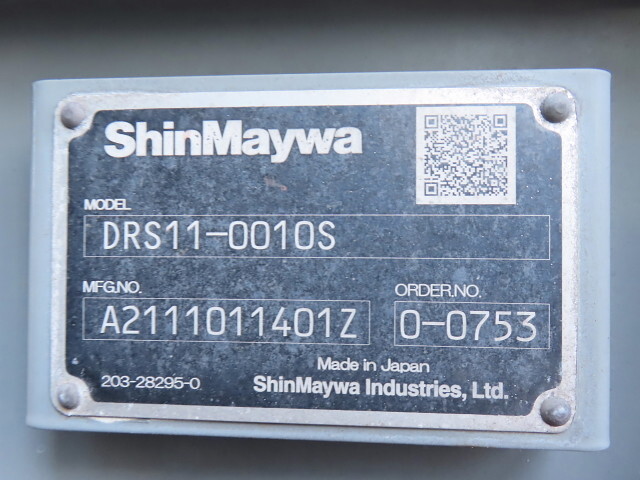 ShinMaywa
MODEL
DRS11-0010S
MFG.NO.
A2111011401Z
ORDER.NO.
0-0753
Made in Japan
203-28295-0
ShinMaywa Industries, Ltd.